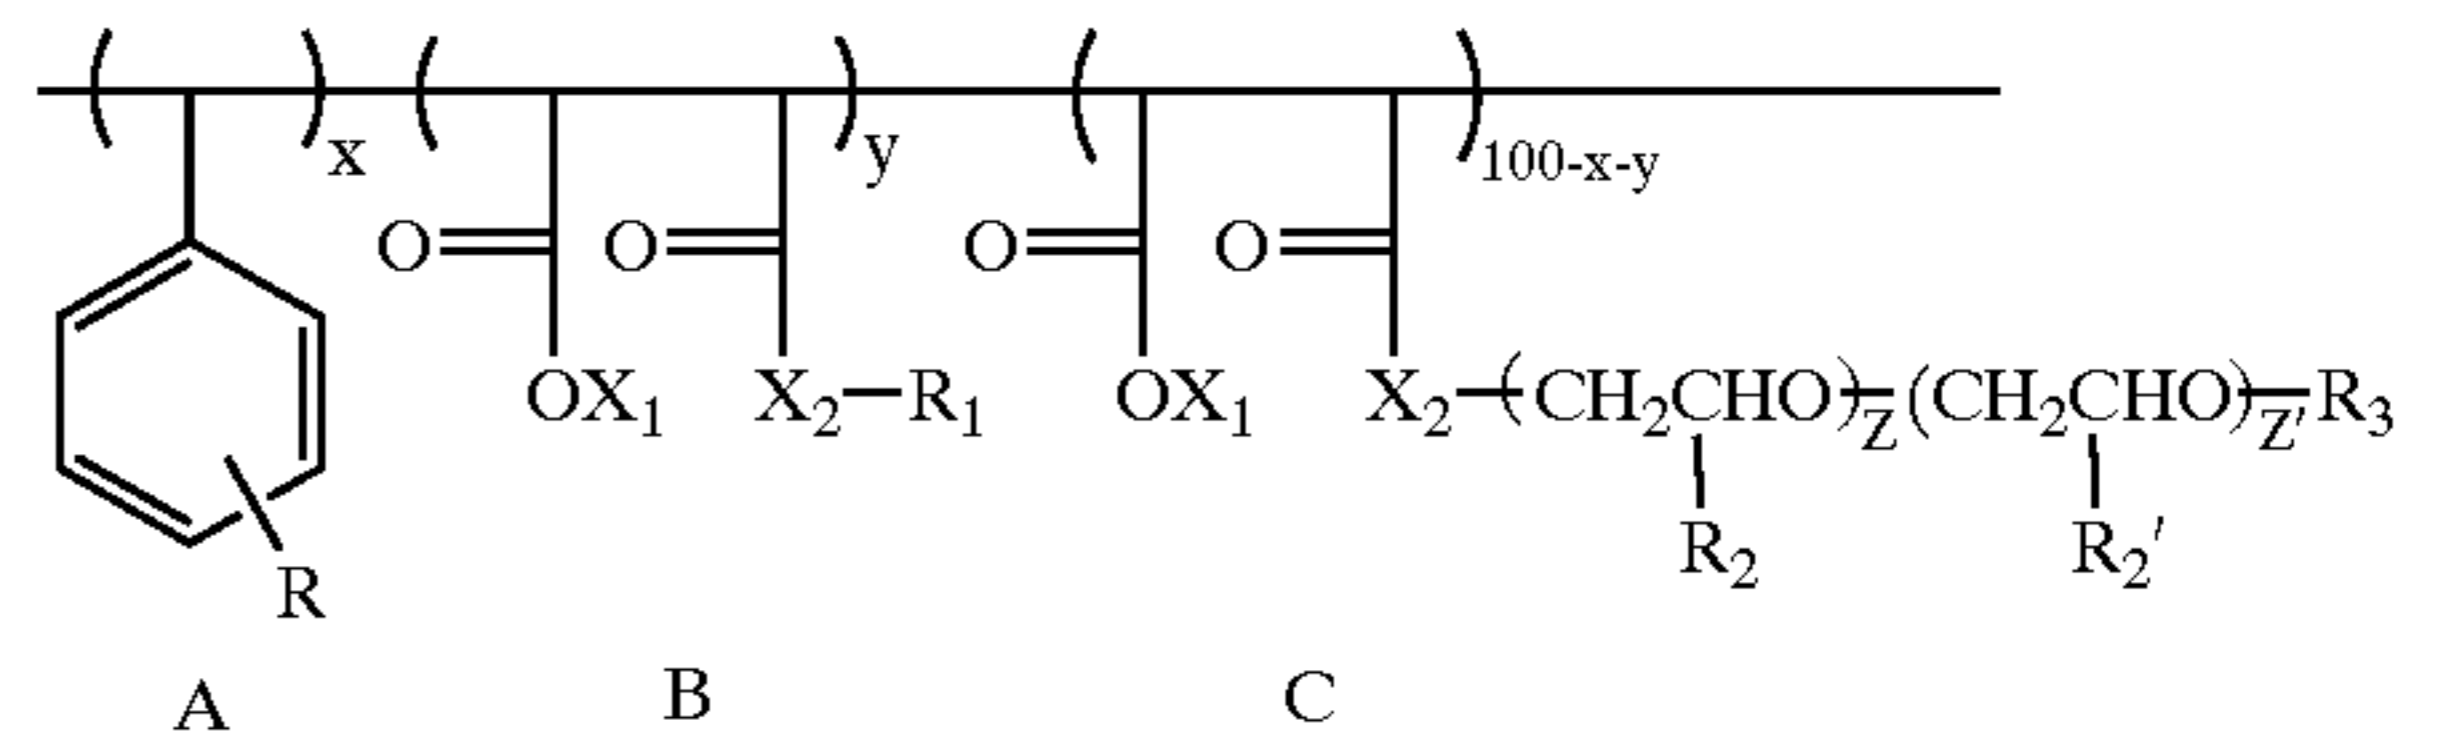 ( )x ( )y ( )100-x-y
O O O O
OX1 X2—R1 OX1 X2—(CH2CHO)Z(CH2CHO)Z'—R3
R2 R2'
R
A B C